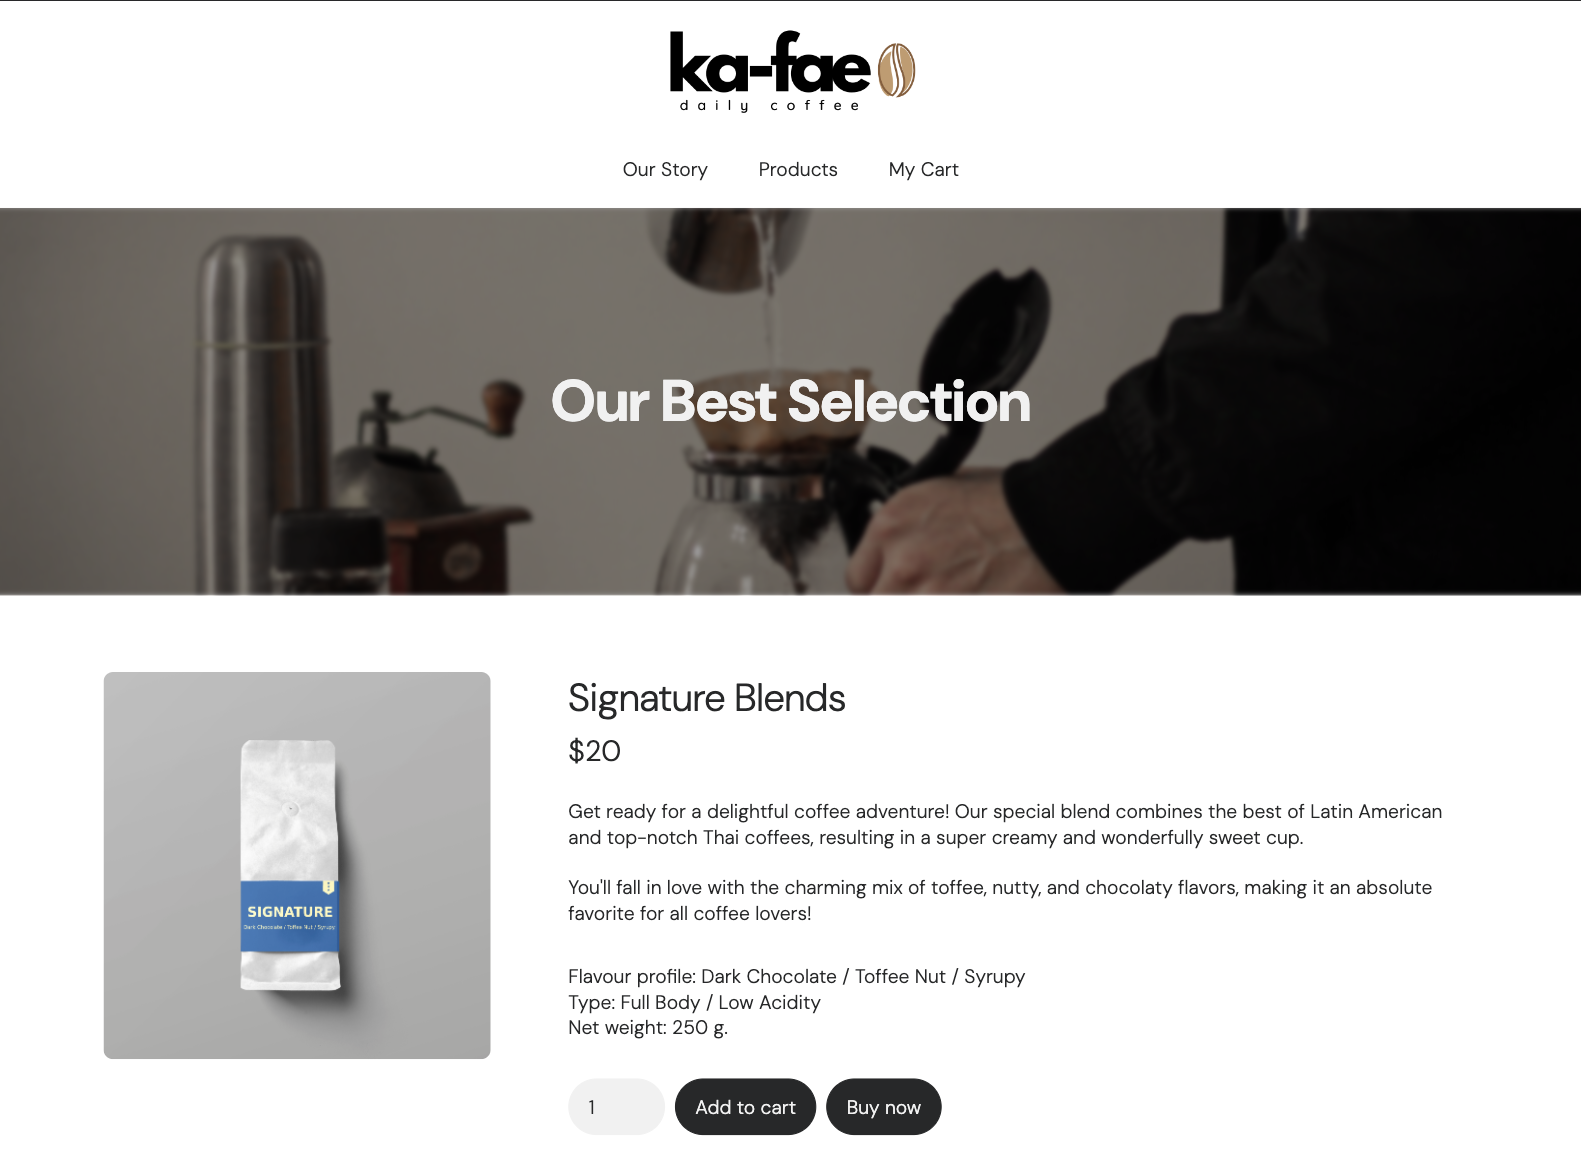 ka-fae
daily coffee
Our Story Products My Cart
Our Best Selection
Signature Blends
$20
Get ready for a delightful coffee adventure! Our special blend combines the best of Latin American
and top-notch Thai coffees, resulting in a super creamy and wonderfully sweet cup.
You'll fall in love with the charming mix of toffee, nutty, and chocolaty flavors, making it an absolute
favorite for all coffee lovers!
Flavour profile: Dark Chocolate / Toffee Nut / Syrupy
Type: Full Body / Low Acidity
Net weight: 250 g.
1 Add to cart Buy now
SIGNATURE
Dark Chocolate / Toffee Nut / Syrupy